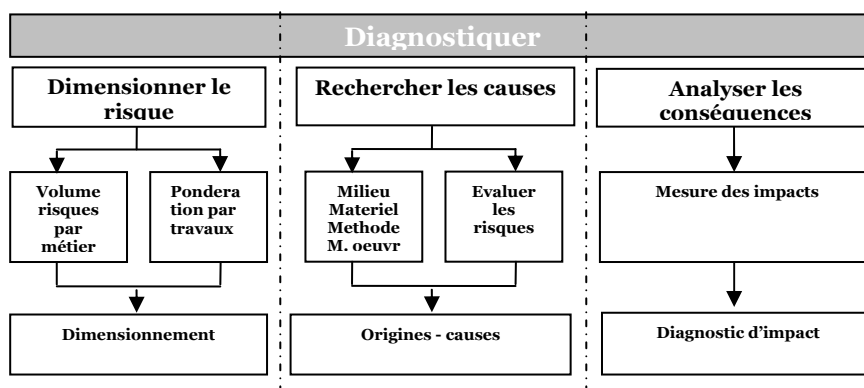 Diagnostiquer
Dimensionner le
risque
Volume
risques
par
métier
Pondera
tion par
travaux
Dimensionnement
Rechercher les causes
Milieu
Materiel
Methode
M. oeuvr
Evaluer
les
risques
Origines - causes
Analyser les
conséquences
Mesure des impacts
Diagnostic d'impact